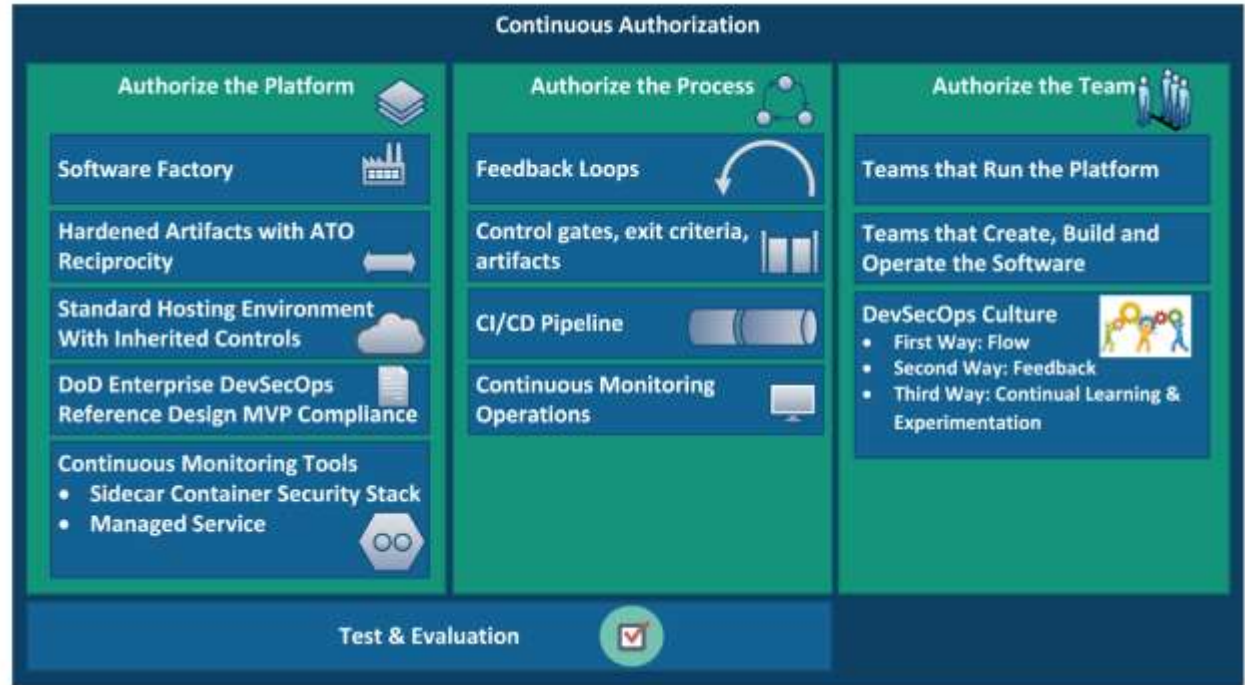 Continuous Authorization
Authorize the Platform
Software Factory
Hardened Artifacts with ATO
Reciprocity
Standard Hosting Environment
With Inherited Controls
DoD Enterprise DevSecOps
Reference Design MVP Compliance
Continuous Monitoring Tools
• Sidecar Container Security Stack
• Managed Service
Authorize the Process
Feedback Loops
Control gates, exit criteria,
artifacts
CI/CD Pipeline
Continuous Monitoring
Operations
Authorize the Team
Teams that Run the Platform
Teams that Create, Build and
Operate the Software
DevSecOps Culture
• First Way: Flow
• Second Way: Feedback
• Third Way: Continual Learning &
Experimentation
Test & Evaluation